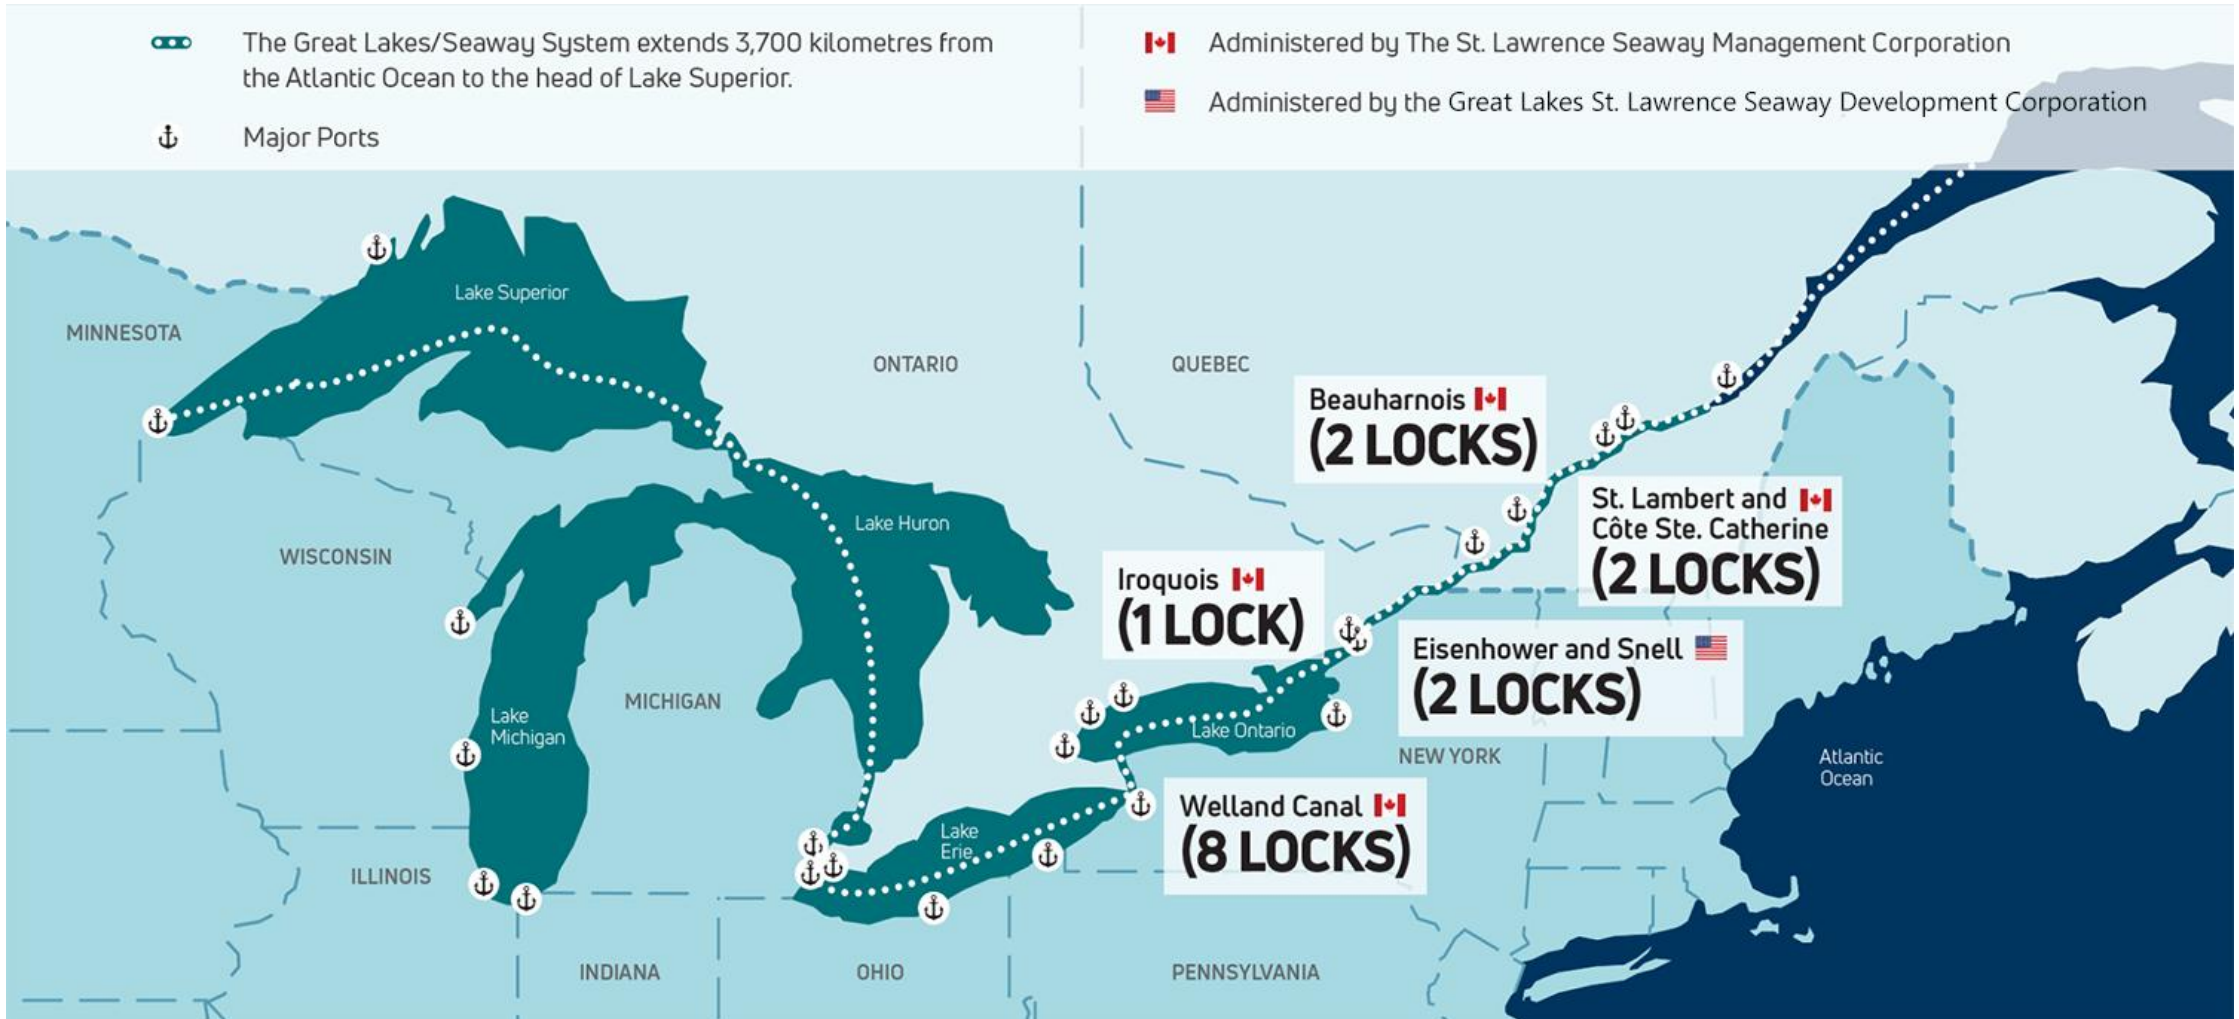 The Great Lakes/Seaway System extends 3,700 kilometres from
the Atlantic Ocean to the head of Lake Superior.
Major Ports
Administered by The St. Lawrence Seaway Management Corporation
Administered by the Great Lakes St. Lawrence Seaway Development Corporation
Lake Superior
MINNESOTA
ONTARIO
QUEBEC
Beauharnois
(2 LOCKS)
St. Lambert and
Côte Ste. Catherine
(2 LOCKS)
Lake Huron
WISCONSIN
Iroquois
(1 LOCK)
Eisenhower and Snell
(2 LOCKS)
MICHIGAN
Lake
Michigan
Lake Ontario
NEW YORK
Atlantic
Ocean
Welland Canal
(8 LOCKS)
Lake
Erie
ILLINOIS
INDIANA
OHIO
PENNSYLVANIA